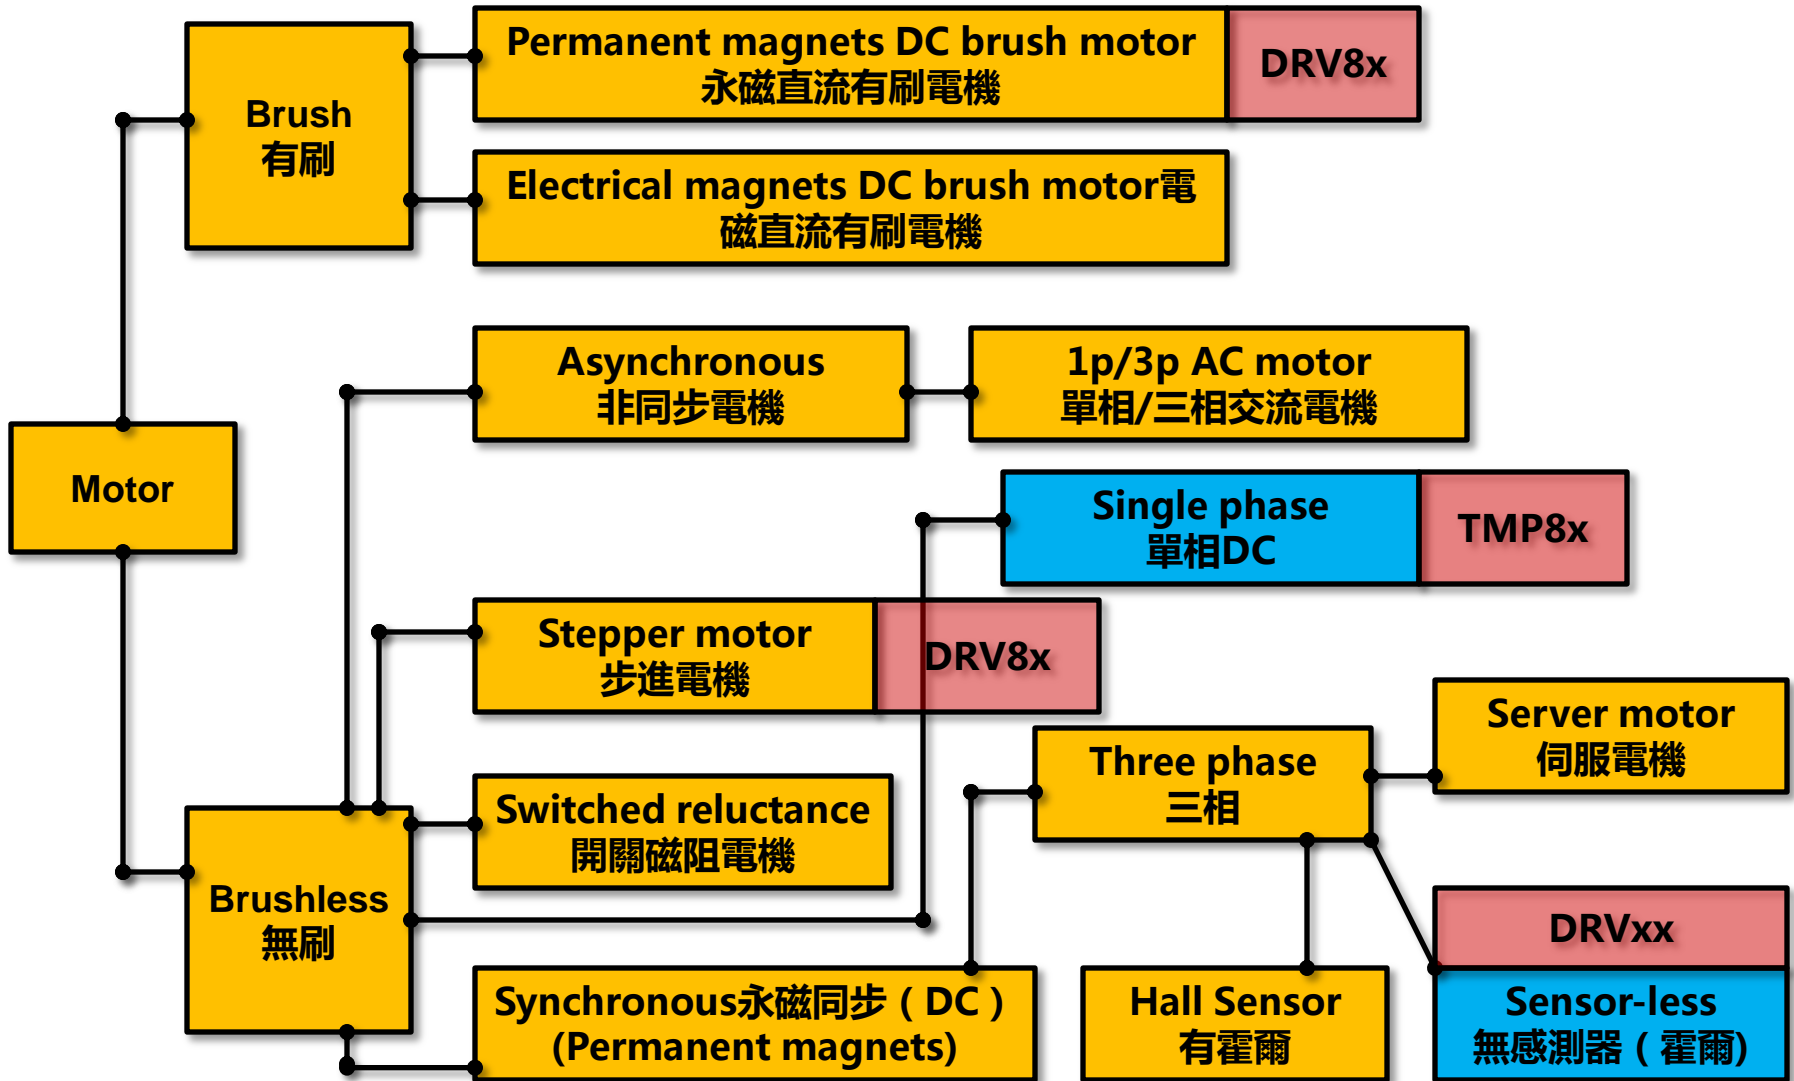 Permanent magnets DC brush motor
永磁直流有刷電機
DRV8x
Brush
有刷
Electrical magnets DC brush motor電
磁直流有刷電機
Asynchronous
非同步電機
1p/3p AC motor
單相/三相交流電機
Motor
Single phase
單相DC
TMP8x
Stepper motor
步進電機
DRV8x
Server motor
伺服電機
Three phase
三相
Switched reluctance
開關磁阻電機
Brushless
無刷
DRVxx
Synchronous永磁同步（DC）
(Permanent magnets)
Hall Sensor
有霍爾
Sensor-less
無感測器（霍爾)